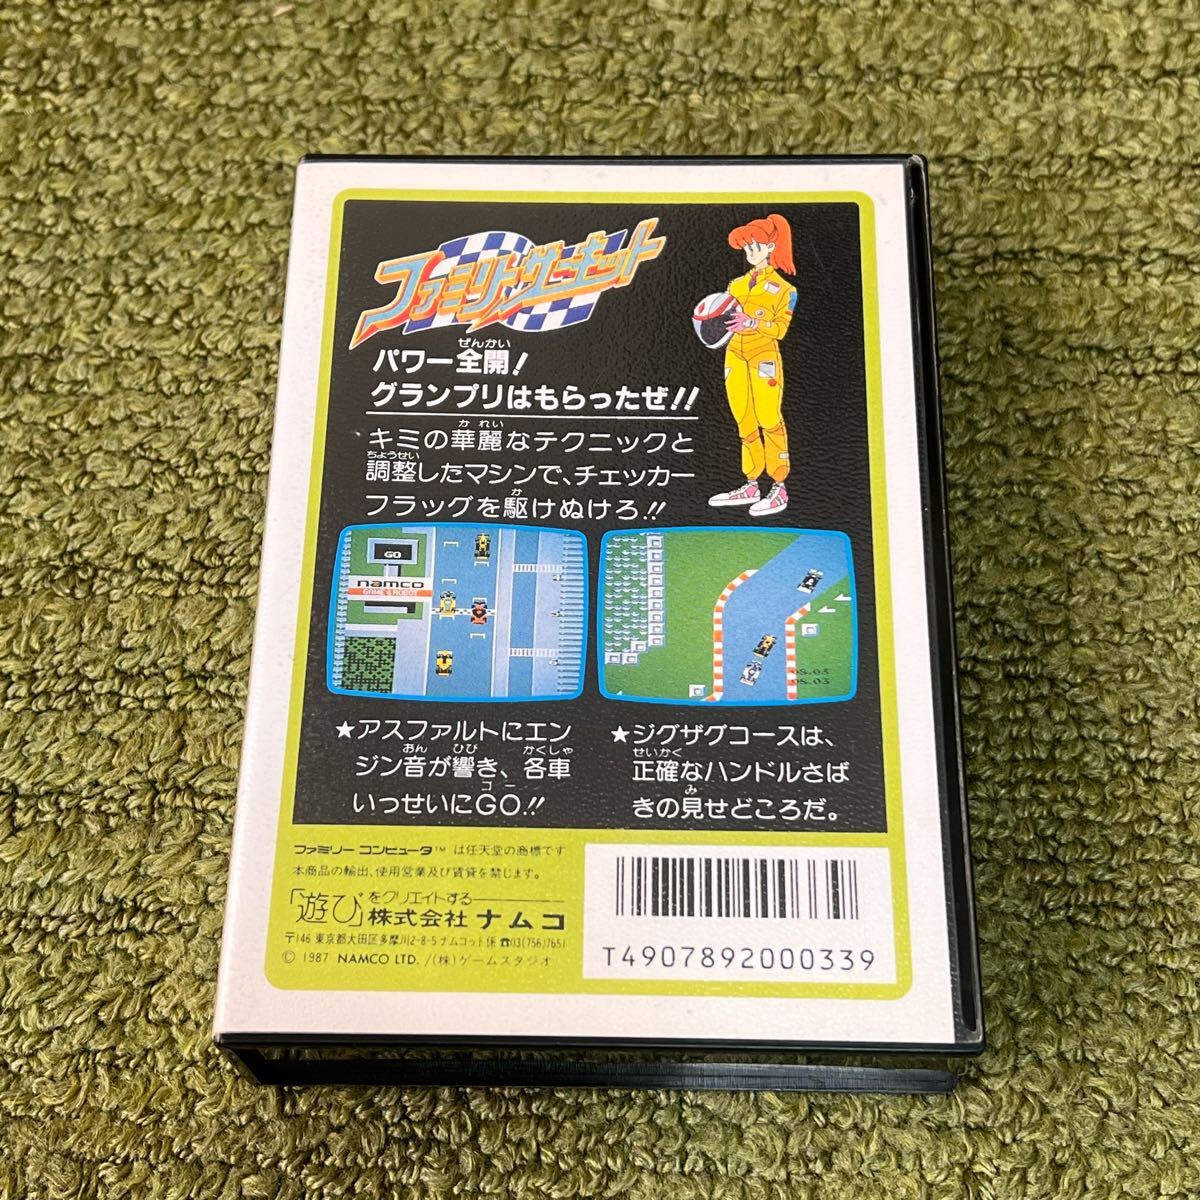 ファミリーサーキット
ぜんかい
パワー全開!
グランプリはもらったぜ!!
かれい
キミの華麗なテクニックと
ちょうせい
調整したマシンで、チェッカー
か
フラッグを駆けぬけろ!!
GO
namco
GAME & ROBOT
08.03
08.03
★アスファルトにエン
おん ひび かくしゃ
ジン音が響き、各車
ゴー
いっせいにGO!!
★ジグザグコースは、
せいかく
正確なハンドルさば
み
きの見せどころだ。
ファミリーコンピュータ™は任天堂の商標です
本商品の輸出、使用営業及び賃貸を禁じます。
「遊び」をクリエイトする
株式会社ナムコ
〒146 東京都大田区多摩川2-8-5 ナムコット係 ☎03(756)7651
© 1987 NAMCO LTD. /(株)ゲームスタジオ
T4907892000339